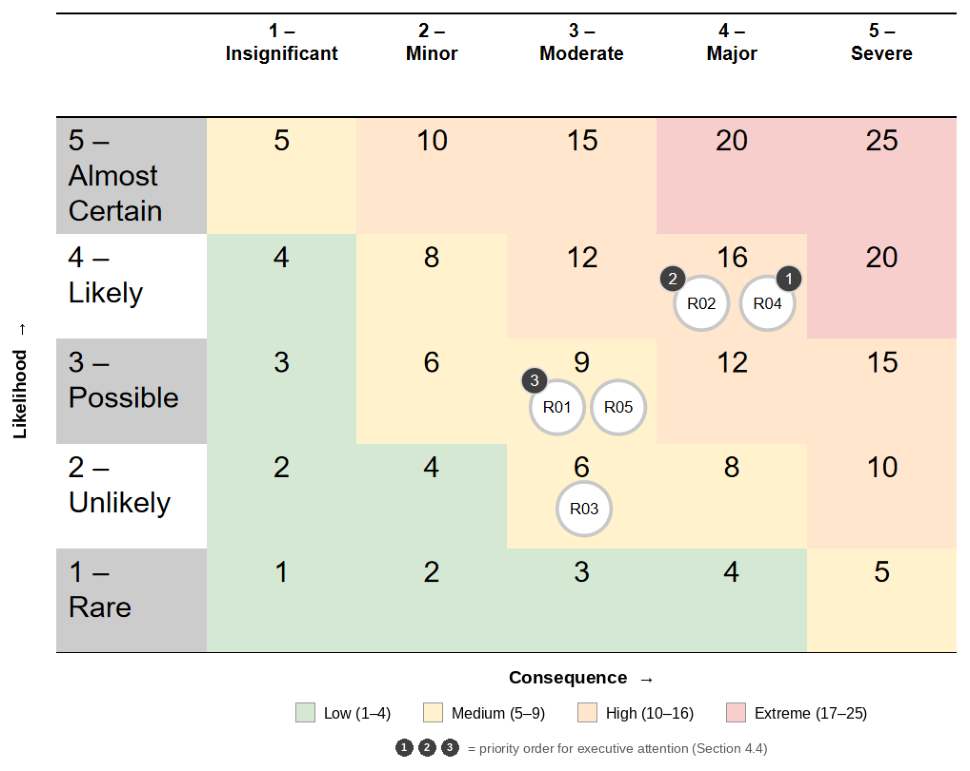 1 –
Insignificant
2 –
Minor
3 –
Moderate
4 –
Major
5 –
Severe
5 –
Almost
Certain
5
10
15
20
25
4 –
Likely
4
8
12
16
20
2
R02
R04
1
3 –
Possible
3
6
9
12
15
3
R01
R05
2 –
Unlikely
2
4
6
8
10
R03
1 –
Rare
1
2
3
4
5
Likelihood →
Consequence →
Low (1–4)
Medium (5–9)
High (10–16)
Extreme (17–25)
1 2 3 = priority order for executive attention (Section 4.4)